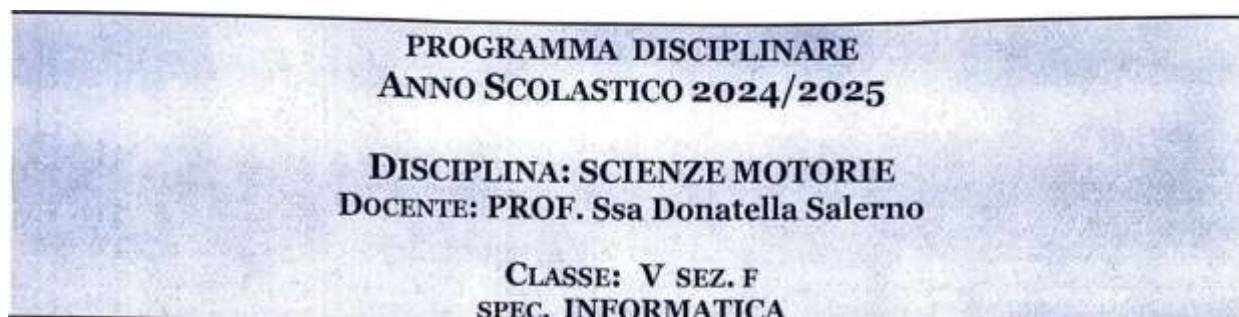 PROGRAMMA DISCIPLINARE
ANNO SCOLASTICO 2024/2025
DISCIPLINA: SCIENZE MOTORIE
DOCENTE: PROF. Ssa Donatella Salerno
CLASSE: V SEZ. F
SPEC. INFORMATICA